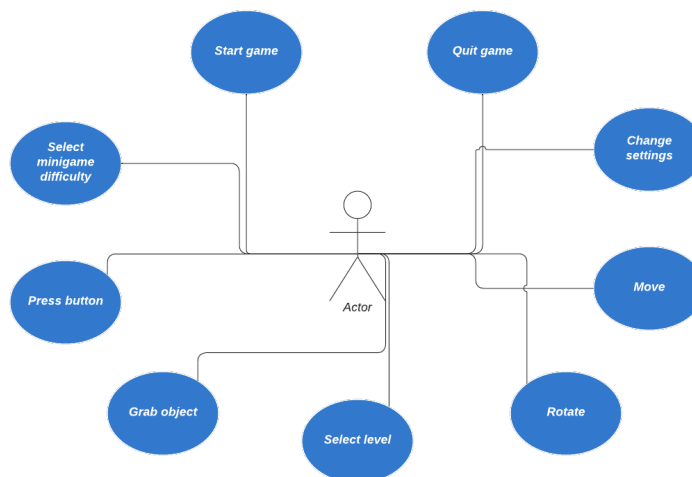 Start game
Quit game
Select
minigame
difficulty
Change
settings
Press button
Actor
Move
Grab object
Select level
Rotate